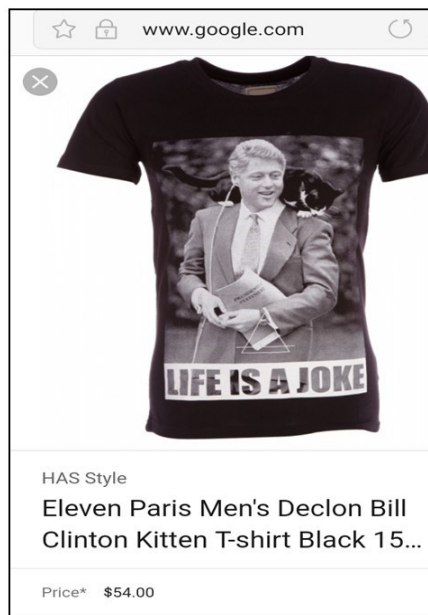 www.google.com
LIFE IS A JOKE
HAS Style
Eleven Paris Men's Declon Bill
Clinton Kitten T-shirt Black 15...
Price* $54.00